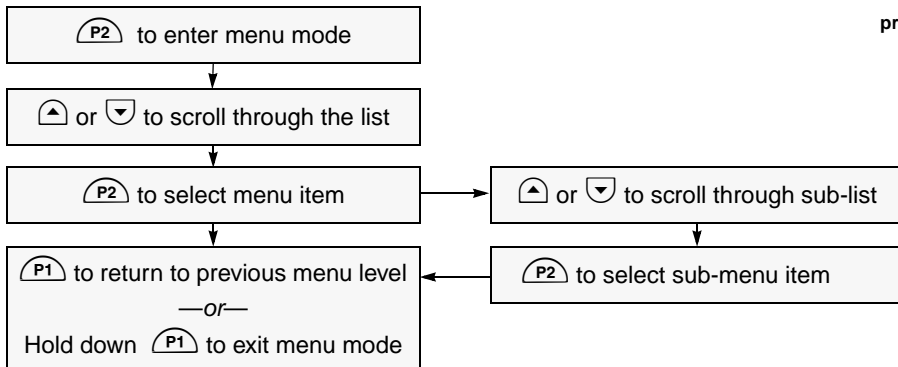 P2 to enter menu mode
pr
or to scroll through the list
P2 to select menu item
or to scroll through sub-list
P1 to return to previous menu level
—or—
Hold down P1 to exit menu mode
P2 to select sub-menu item